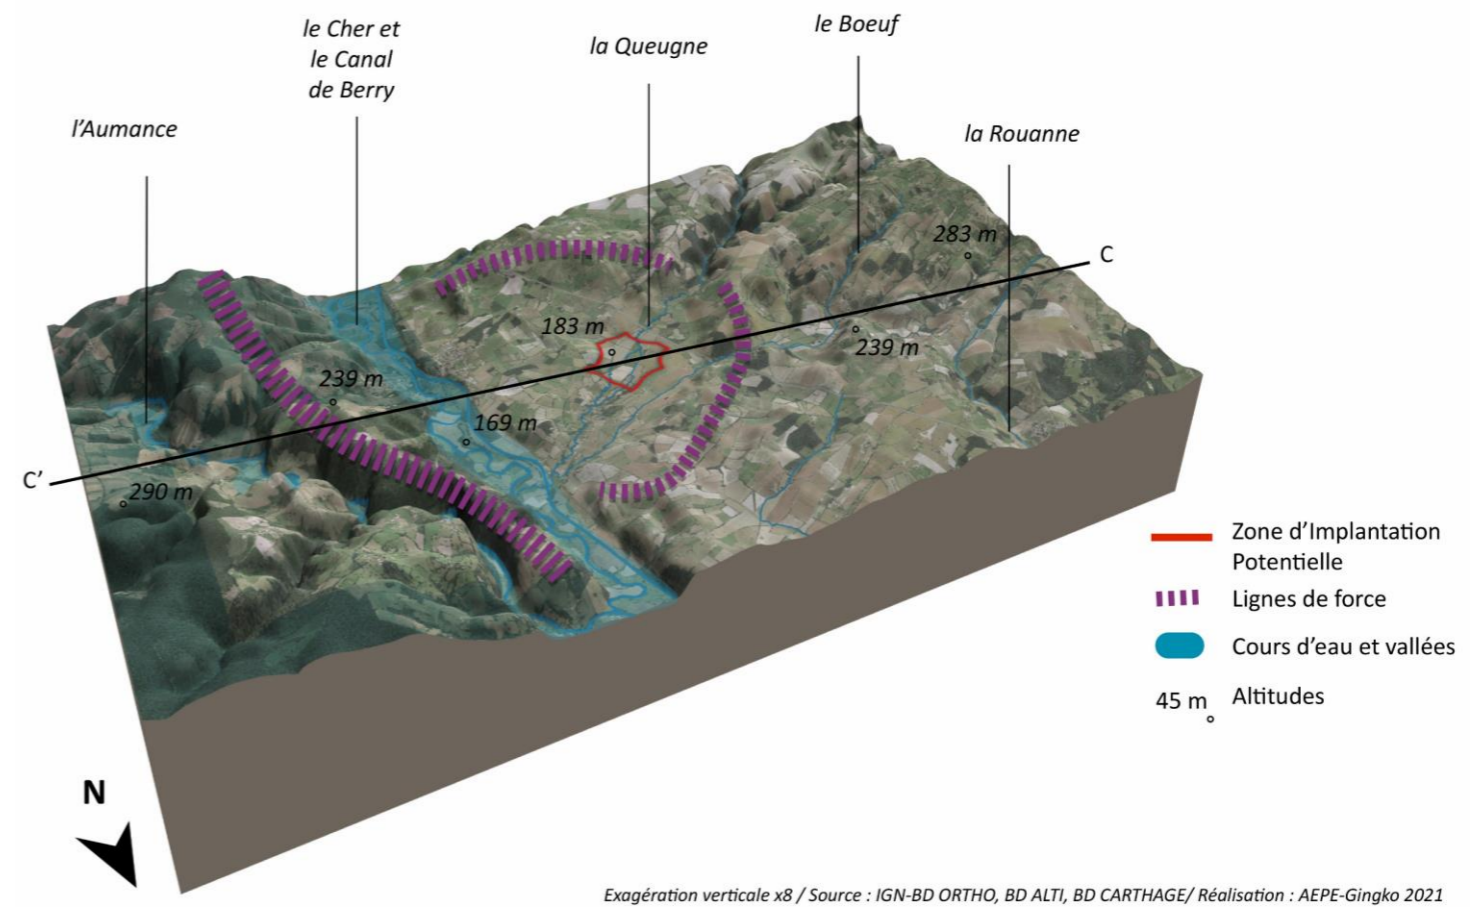 le Cher et
le Canal
de Berry
le Boeuf
la Queugne
l'Aumance
la Rouanne
283 m
C
183 m
239 m
239 m
169 m
C'
290 m
Zone d'Implantation
Potentielle
Lignes de force
Cours d'eau et vallées
45 m
Altitudes
N
Exagération verticale x8 / Source : IGN-BD ORTHO, BD ALTI, BD CARTHAGE/ Réalisation : AEPE-Gingko 2021